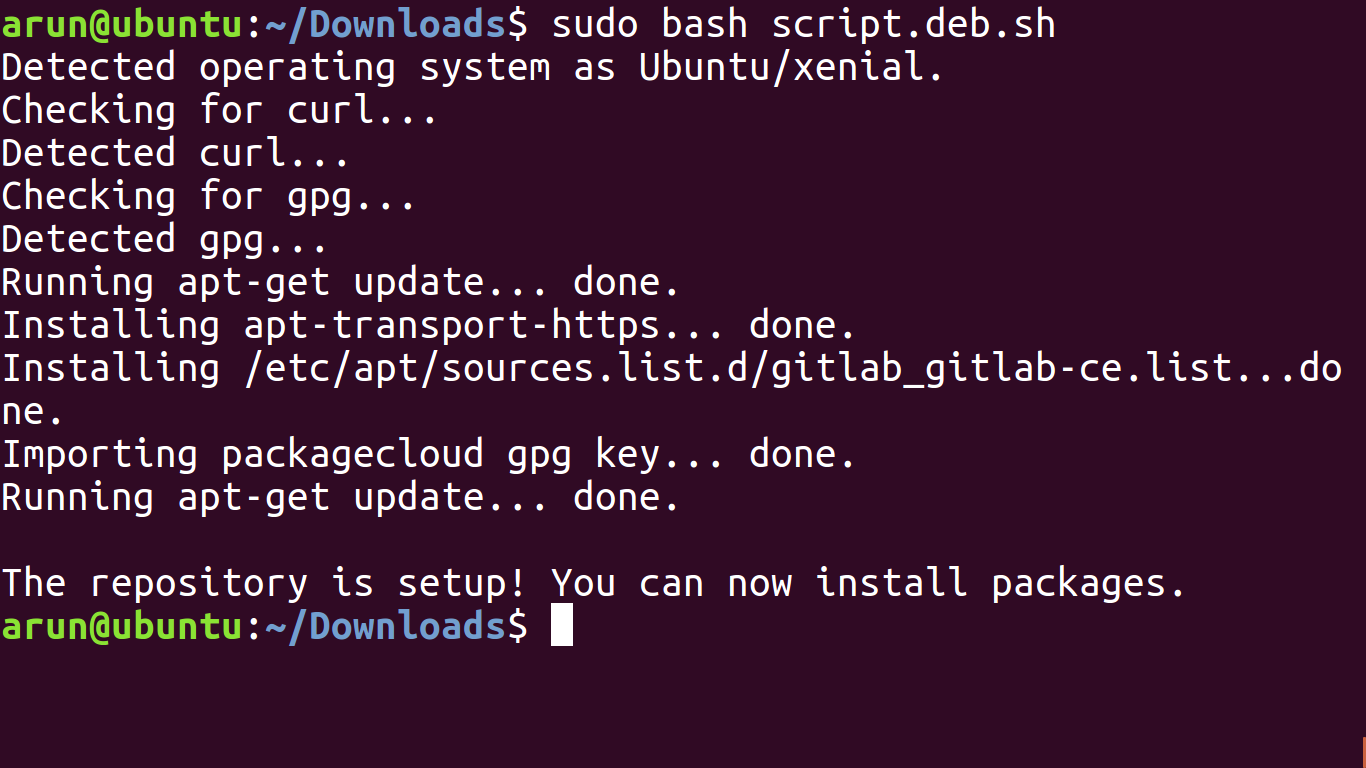 arun@ubuntu:~/Downloads$ sudo bash script.deb.sh
Detected operating system as Ubuntu/xenial.
Checking for curl...
Detected curl...
Checking for gpg...
Detected gpg...
Running apt-get update... done.
Installing apt-transport-https... done.
Installing /etc/apt/sources.list.d/gitlab_gitlab-ce.list...do
ne.
Importing packagecloud gpg key... done.
Running apt-get update... done.
The repository is setup! You can now install packages.
arun@ubuntu:~/Downloads$